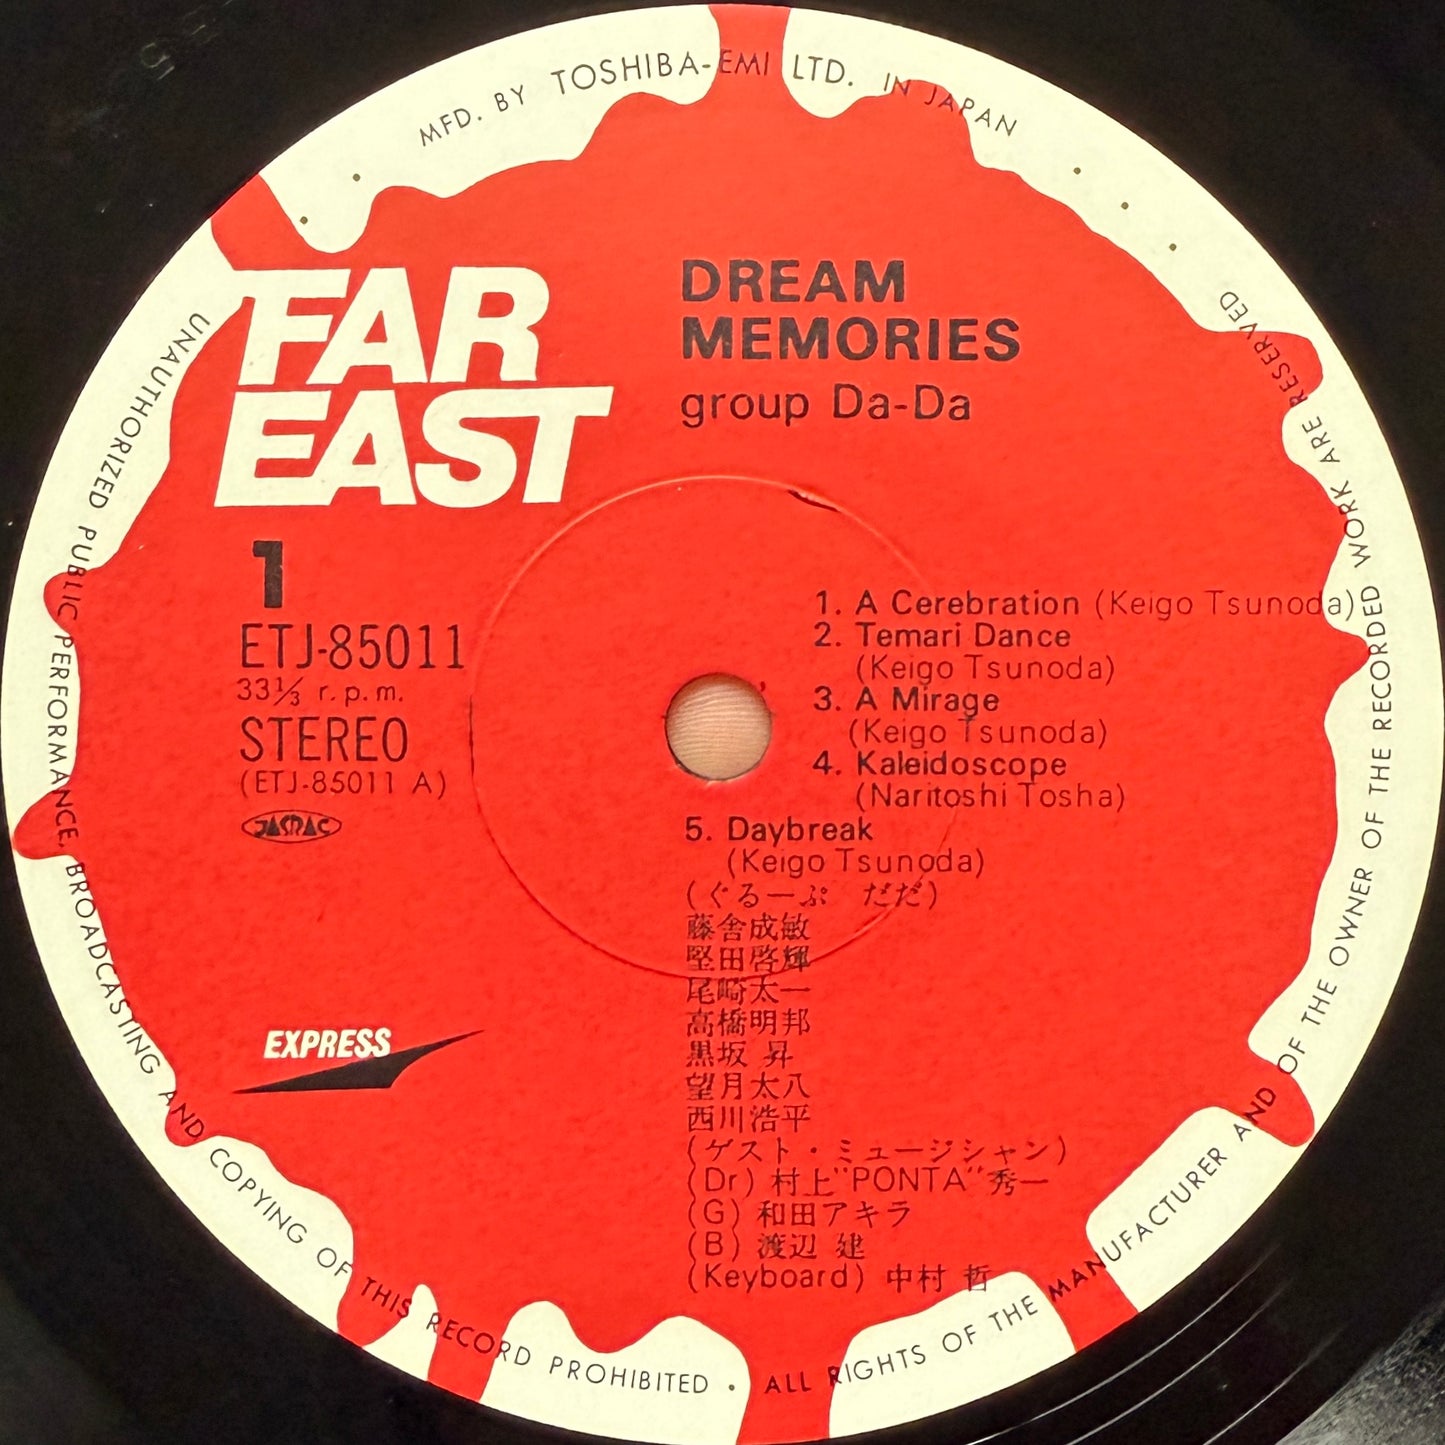 MFD. BY TOSHIBA-EMI LTD. IN JAPAN
FAR
EAST
DREAM
MEMORIES
group Da-Da
1
ETJ-85011
33⅓ r.p.m.
STEREO
(ETJ-85011 A)
JASRAC
1. A Cerebration (Keigo Tsunoda)
2. Temari Dance
(Keigo Tsunoda)
3. A Mirage
(Keigo Tsunoda)
4. Kaleidoscope
(Naritoshi Tosha)
5. Daybreak
(Keigo Tsunoda)
(ぐるーぷ だだ)
藤舎成敏
堅田啓輝
尾崎太一
高橋明邦
黒坂 昇
望月太八
西川浩平
(ゲスト・ミュージシャン)
(Dr) 村上"PONTA"秀一
(G) 和田アキラ
(B) 渡辺 建
(Keyboard) 中村 哲
EXPRESS
UNAUTHORIZED PUBLIC PERFORMANCE, BROADCASTING AND COPYING OF THIS RECORD PROHIBITED · ALL RIGHTS OF THE MANUFACTURER AND OF THE OWNER OF THE RECORDED WORK ARE RESERVED